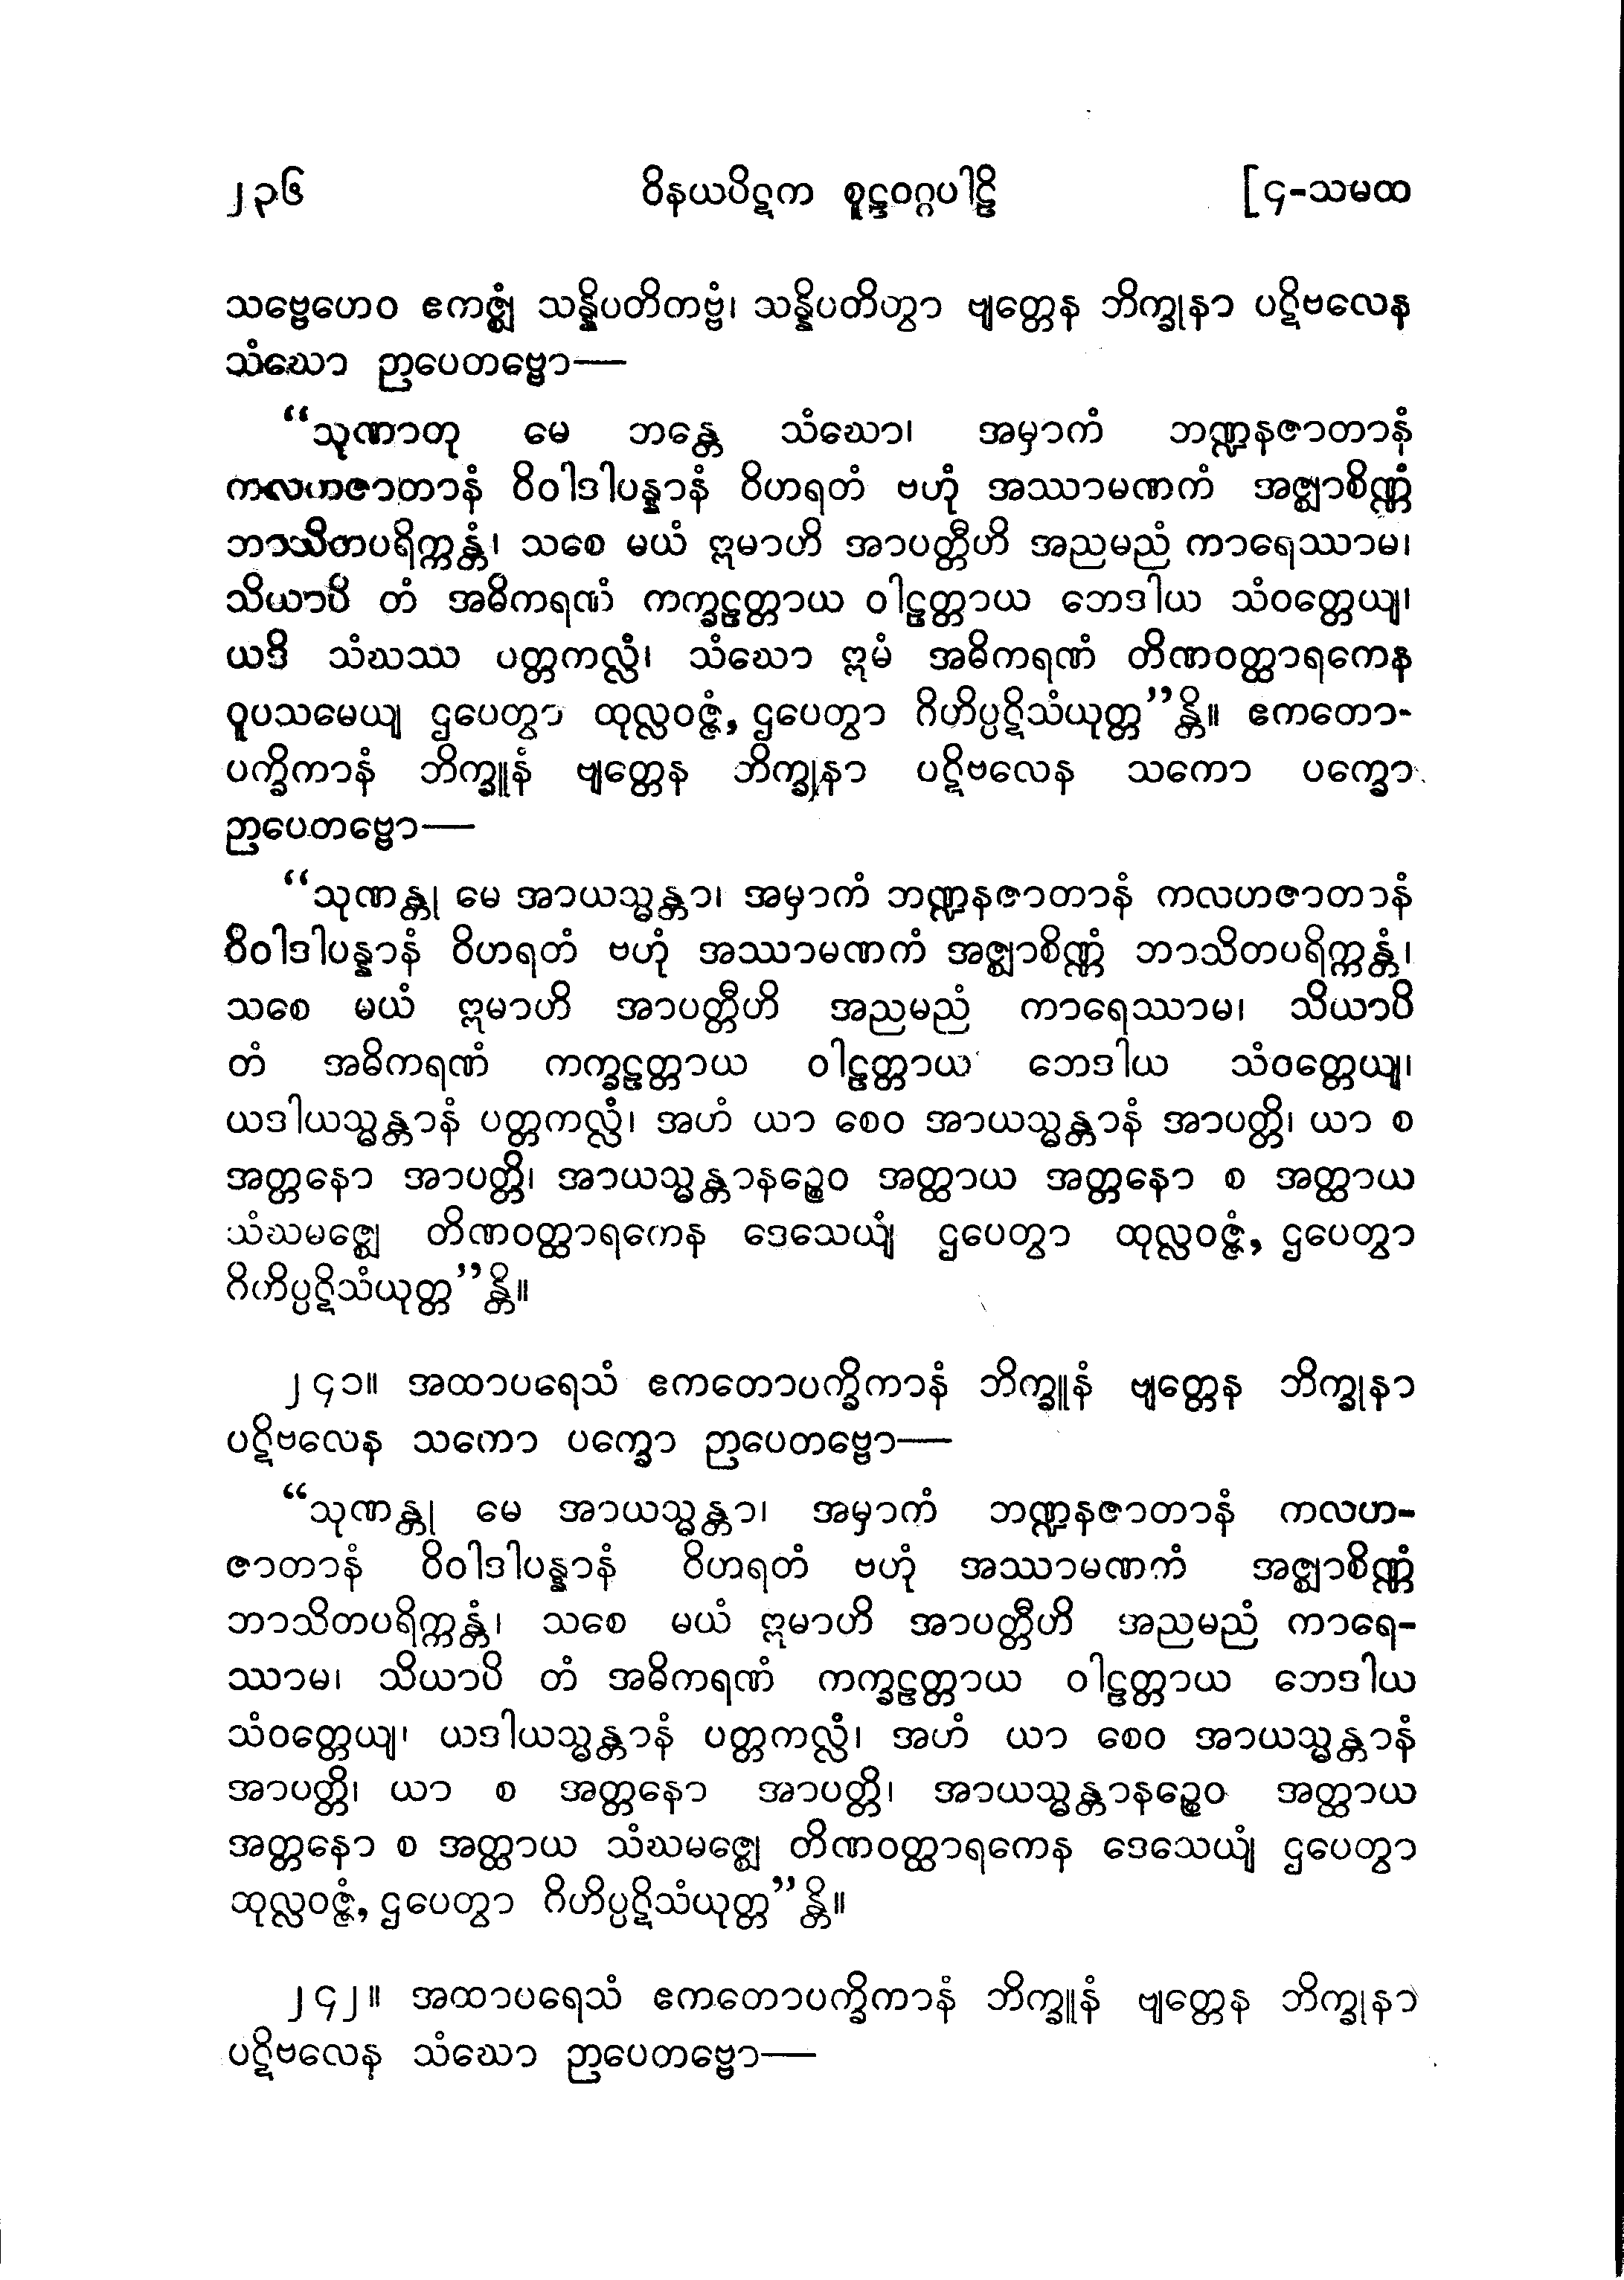 ၂၃၆ ဝိနယပိဋက စူဠဝဂ္ဂပါဠိ [၄-သမထ
သဗ္ဗေဟေဝ ဧကဇ္ဈံ သန္နိပတိကဗ္ဗံ၊ သန္နိပတိတွာ ဗျတ္တေန ဘိက္ခုနာ ပဋိဗလေန
သံဃော ဉာပေတဗ္ဗော—
“သုဏာတု မေ ဘန္တေ သံဃော၊ အမှာကံ ဘဏ္ဍနဇာတာနံ
ကလဟဇာတာနံ ဝိဝါဒါပန္နာနံ ဝိဟရတံ ဗဟုံ အဿာမဏကံ အဇ္ဈာစိဏ္ဏံ
ဘာသိတပရိက္ကန္တံ၊ သစေ မယံ ဣမာဟိ အာပတ္တီဟိ အညမညံ ကာရေဿာမ၊
သိယာပိ တံ အဓိကရဏံ ကက္ခဠတ္တာယ ဝါဠတ္တာယ ဘေဒါယ သံဝတ္တေယျ၊
ယဒိ သံဃဿ ပတ္တကလ္လံ၊ သံဃော ဣမံ အဓိကရဏံ တိဏဝတ္ထာရကေန
ဝူပသမေယျ ဌပေတွာ ထုလ္လဝဇ္ဇံ, ဌပေတွာ ဂိဟိပ္ပဋိသံယုတ္တ”န္တိ။ ဧကတော-
ပက္ခိကာနံ ဘိက္ခူနံ ဗျတ္တေန ဘိက္ခုနာ ပဋိဗလေန သကော ပက္ခော
ဉာပေတဗ္ဗော—
“သုဏန္တု မေ အာယသ္မန္တာ၊ အမှာကံ ဘဏ္ဍနဇာတာနံ ကလဟဇာတာနံ
ဝိဝါဒါပန္နာနံ ဝိဟရတံ ဗဟုံ အဿာမဏကံ အဇ္ဈာစိဏ္ဏံ ဘာသိတပရိက္ကန္တံ၊
သစေ မယံ ဣမာဟိ အာပတ္တီဟိ အညမညံ ကာရေဿာမ၊ သိယာပိ
တံ အဓိကရဏံ ကက္ခဠတ္တာယ ဝါဠတ္တာယ ဘေဒါယ သံဝတ္တေယျ၊
ယဒါယသ္မန္တာနံ ပတ္တကလ္လံ၊ အဟံ ယာ စေဝ အာယသ္မန္တာနံ အာပတ္တိ၊ ယာ စ
အတ္တနော အာပတ္တိ၊ အာယသ္မန္တာနဉ္စေဝ အတ္ထာယ အတ္တနော စ အတ္ထာယ
သံဃမဇ္ဈေ တိဏဝတ္ထာရကေန ဒေသေယျံ ဌပေတွာ ထုလ္လဝဇ္ဇံ, ဌပေတွာ
ဂိဟိပ္ပဋိသံယုတ္တ”န္တိ။
၂၄၁။ အထာပရေသံ ဧကတောပက္ခိကာနံ ဘိက္ခူနံ ဗျတ္တေန ဘိက္ခုနာ
ပဋိဗလေန သကော ပက္ခော ဉာပေတဗ္ဗော—
“သုဏန္တု မေ အာယသ္မန္တာ၊ အမှာကံ ဘဏ္ဍနဇာတာနံ ကလဟ-
ဇာတာနံ ဝိဝါဒါပန္နာနံ ဝိဟရတံ ဗဟုံ အဿာမဏကံ အဇ္ဈာစိဏ္ဏံ
ဘာသိတပရိက္ကန္တံ၊ သစေ မယံ ဣမာဟိ အာပတ္တီဟိ အညမညံ ကာရေ-
ဿာမ၊ သိယာပိ တံ အဓိကရဏံ ကက္ခဠတ္တာယ ဝါဠတ္တာယ ဘေဒါယ
သံဝတ္တေယျ၊ ယဒါယသ္မန္တာနံ ပတ္တကလ္လံ၊ အဟံ ယာ စေဝ အာယသ္မန္တာနံ
အာပတ္တိ၊ ယာ စ အတ္တနော အာပတ္တိ၊ အာယသ္မန္တာနဉ္စေဝ အတ္ထာယ
အတ္တနော စ အတ္ထာယ သံဃမဇ္ဈေ တိဏဝတ္ထာရကေန ဒေသေယျံ ဌပေတွာ
ထုလ္လဝဇ္ဇံ, ဌပေတွာ ဂိဟိပ္ပဋိသံယုတ္တ”န္တိ။
၂၄၂။ အထာပရေသံ ဧကတောပက္ခိကာနံ ဘိက္ခူနံ ဗျတ္တေန ဘိက္ခုနာ
ပဋိဗလေန သံဃော ဉာပေတဗ္ဗော—